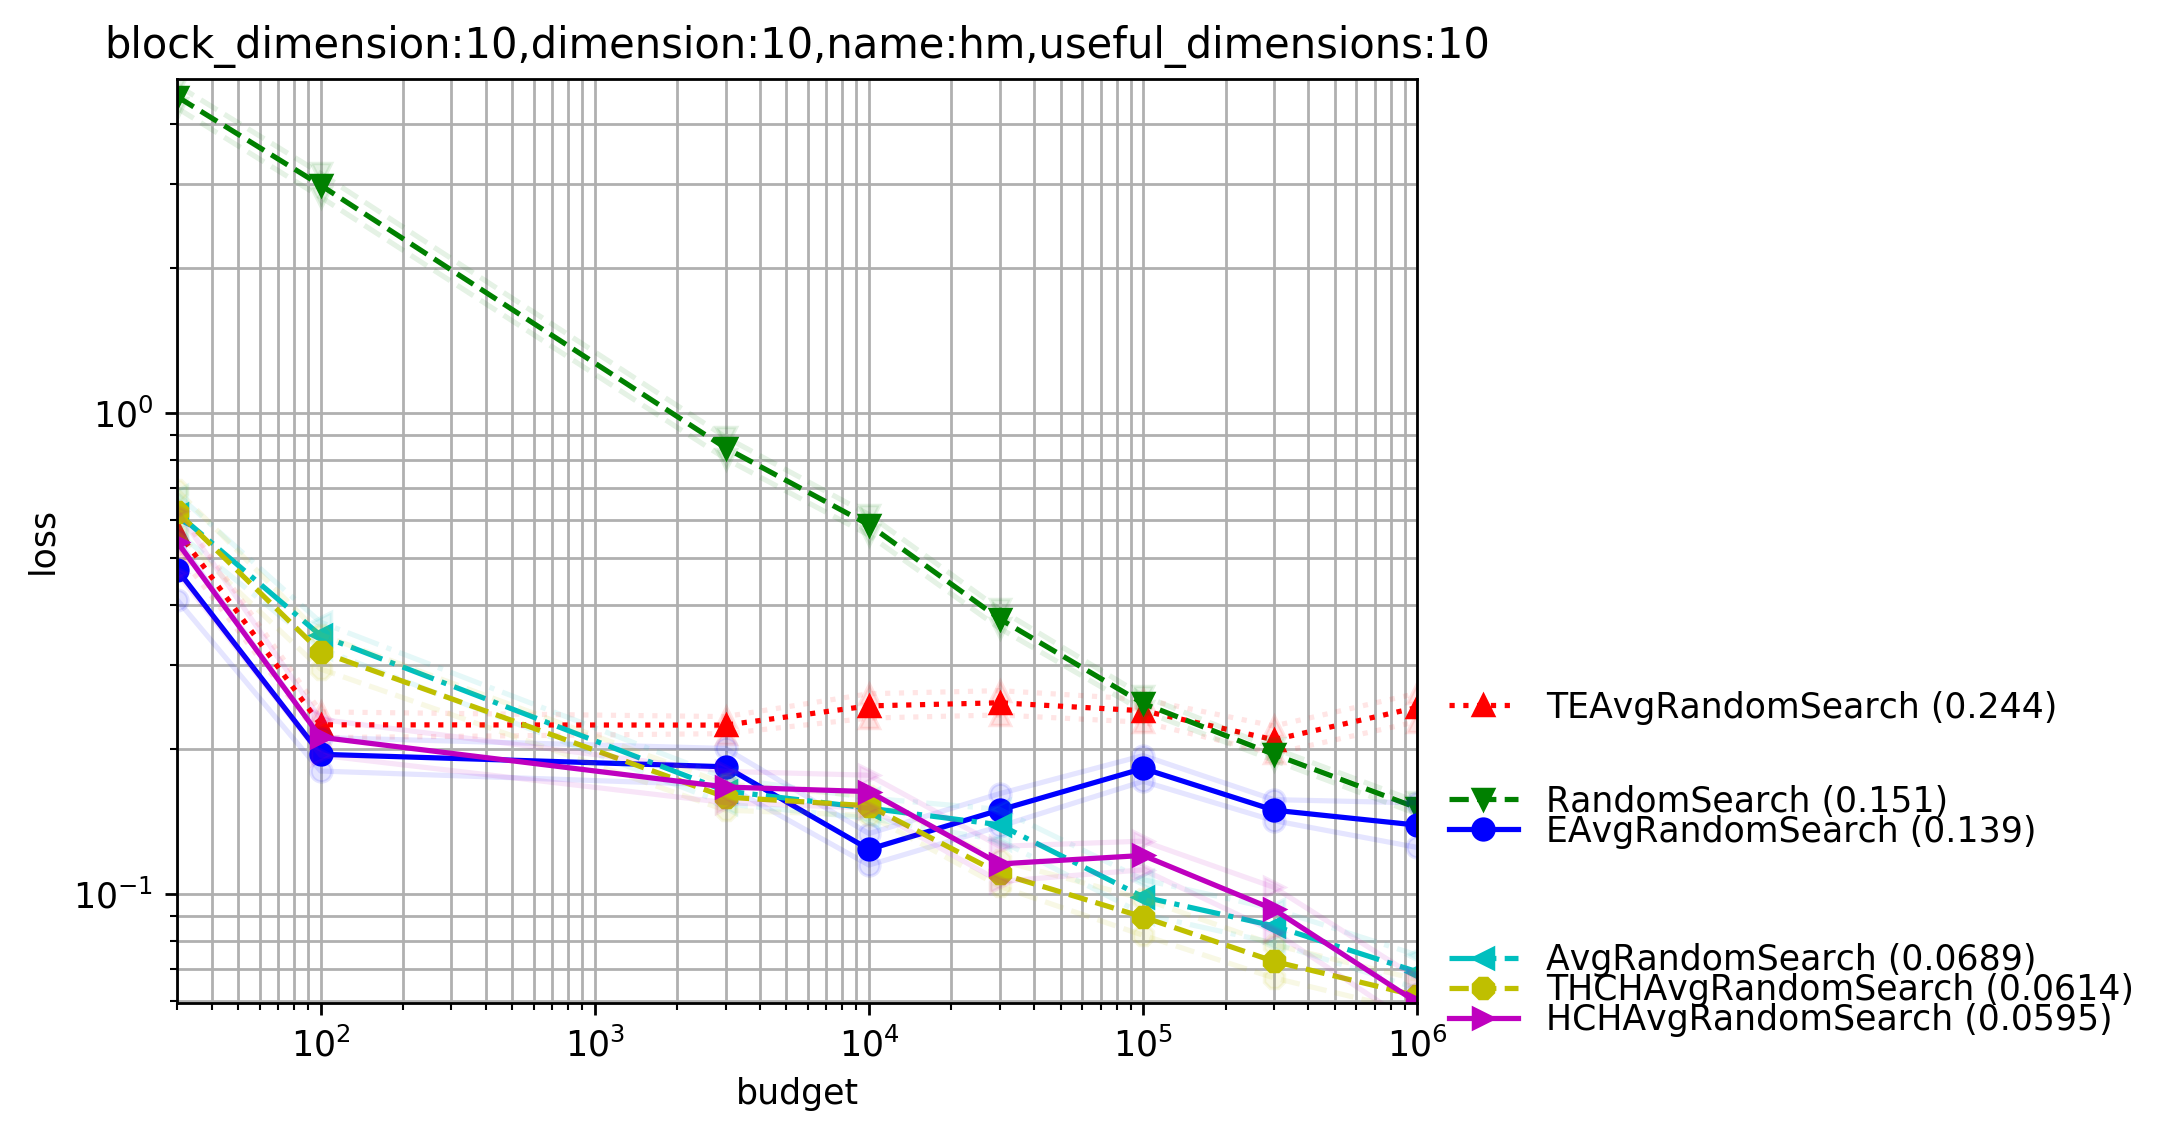 block_dimension:10,dimension:10,name:hm,useful_dimensions:10
loss
10⁰
10⁻¹
10²
10³
10⁴
10⁵
10⁶
budget
TEAvgRandomSearch (0.244)
RandomSearch (0.151)
EAvgRandomSearch (0.139)
AvgRandomSearch (0.0689)
THCHAvgRandomSearch (0.0614)
HCHAvgRandomSearch (0.0595)